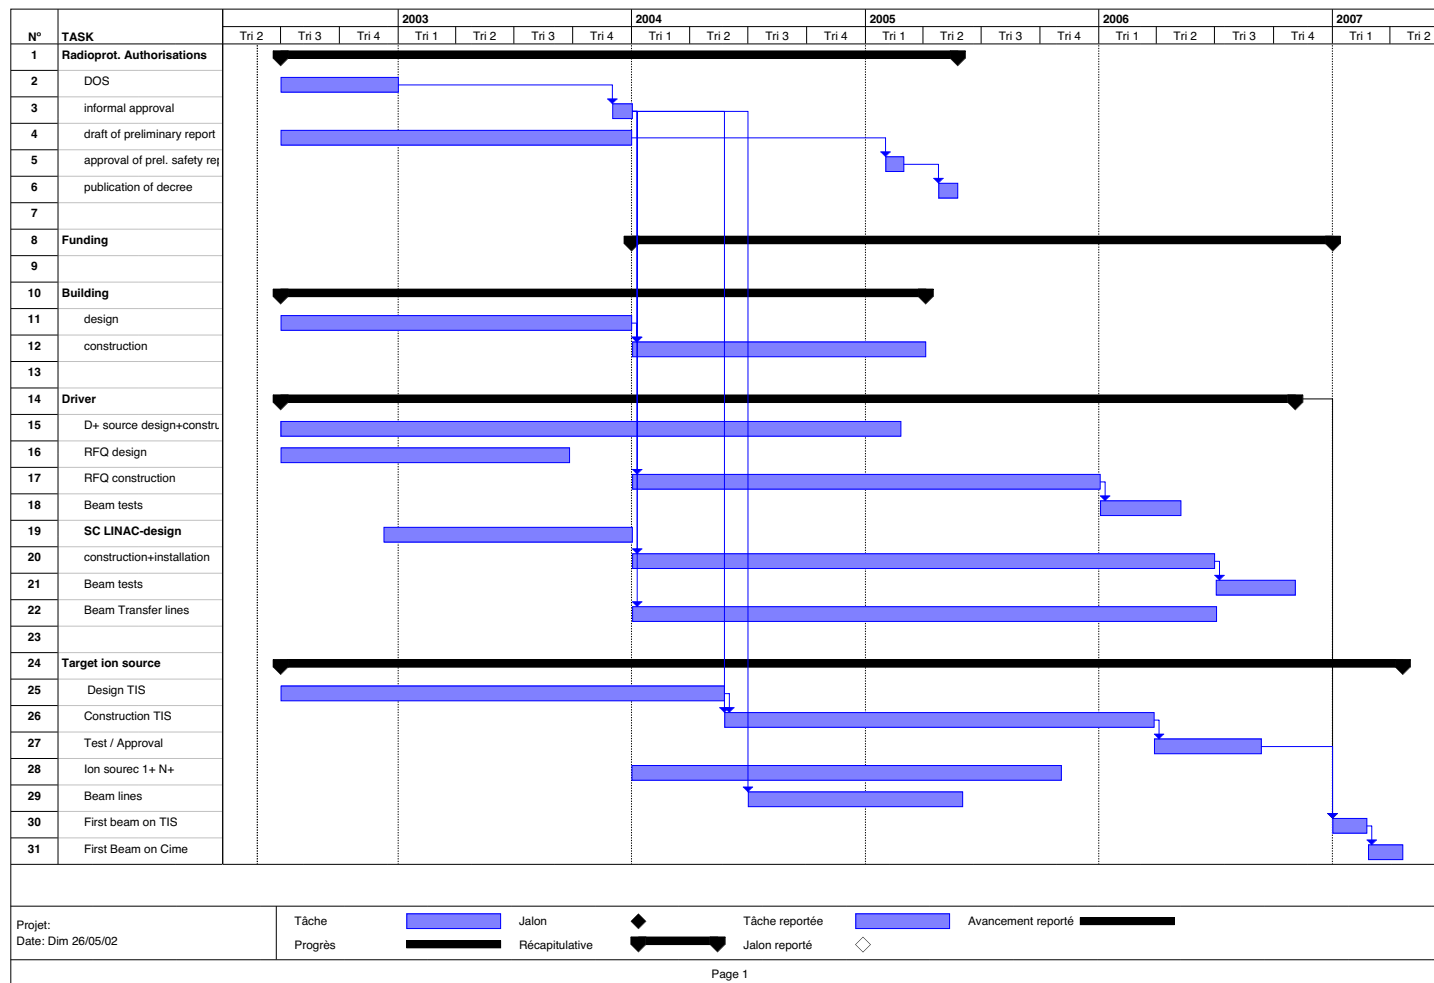 2003 2004 2005 2006 2007
N° TASK Tri 2 Tri 3 Tri 4 Tri 1 Tri 2 Tri 3 Tri 4 Tri 1 Tri 2 Tri 3 Tri 4 Tri 1 Tri 2 Tri 3 Tri 4 Tri 1 Tri 2 Tri 3 Tri 4 Tri 1 Tri 2
1 Radioprot. Authorisations
2 DOS
3 informal approval
4 draft of preliminary report
5 approval of prel. safety rep
6 publication of decree
7
8 Funding
9
10 Building
11 design
12 construction
13
14 Driver
15 D+ source design+constru
16 RFQ design
17 RFQ construction
18 Beam tests
19 SC LINAC-design
20 construction+installation
21 Beam tests
22 Beam Transfer lines
23
24 Target ion source
25 Design TIS
26 Construction TIS
27 Test / Approval
28 Ion sourec 1+ N+
29 Beam lines
30 First beam on TIS
31 First Beam on Cime
Projet:
Date: Dim 26/05/02
Tâche Jalon Tâche reportée Avancement reporté
Progrès Récapitulative Jalon reporté
Page 1